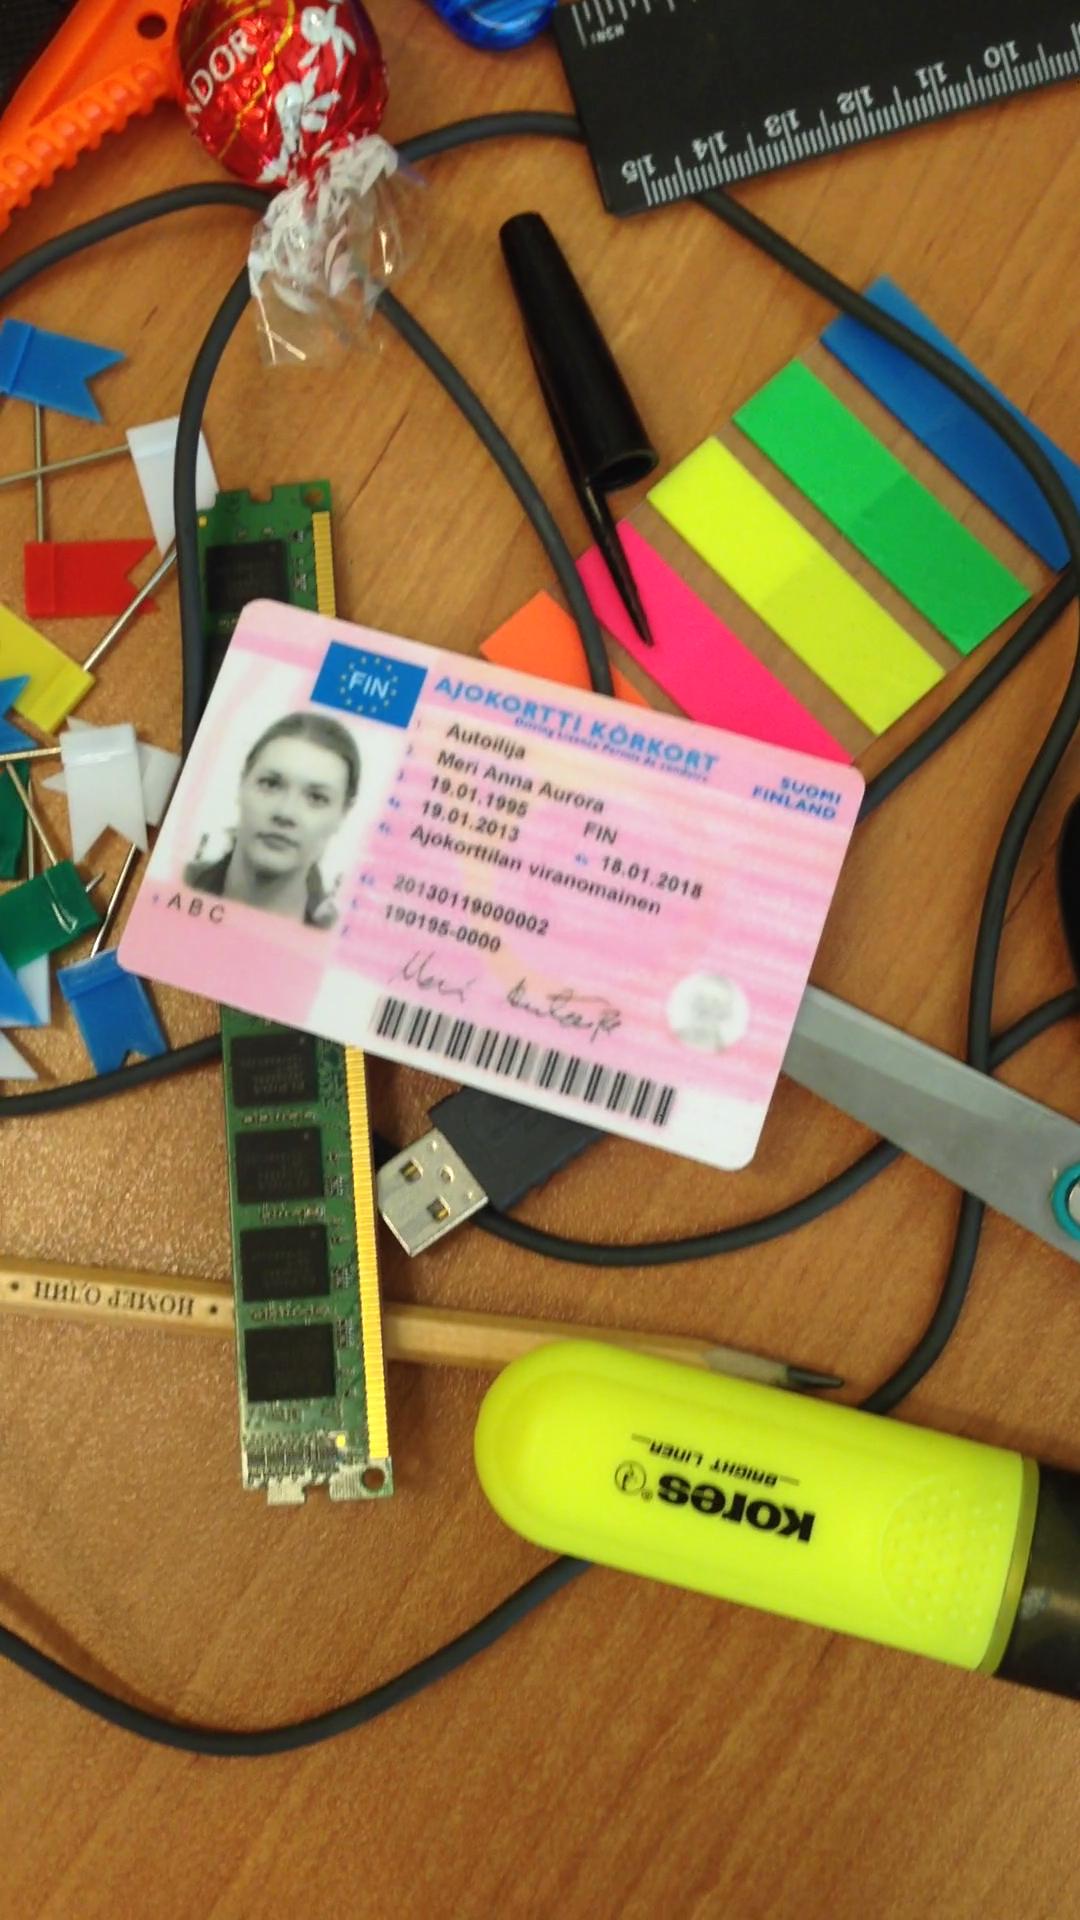 NDOR
INCH
15 14 13 12 11 10
FIN
AJOKORTTI KÖRKORT
Driving Licence Permis de conduire
SUOMI
FINLAND
1 Autoilija
2 Meri Anna Aurora
3 19.01.1995 FIN
4a 19.01.2013 4b 18.01.2018
4c Ajokorttilan viranomainen
4d 20130119000002
5 190195-0000
7
9 ABC
НОМЕР ОДИН
kores®
BRIGHT LINER